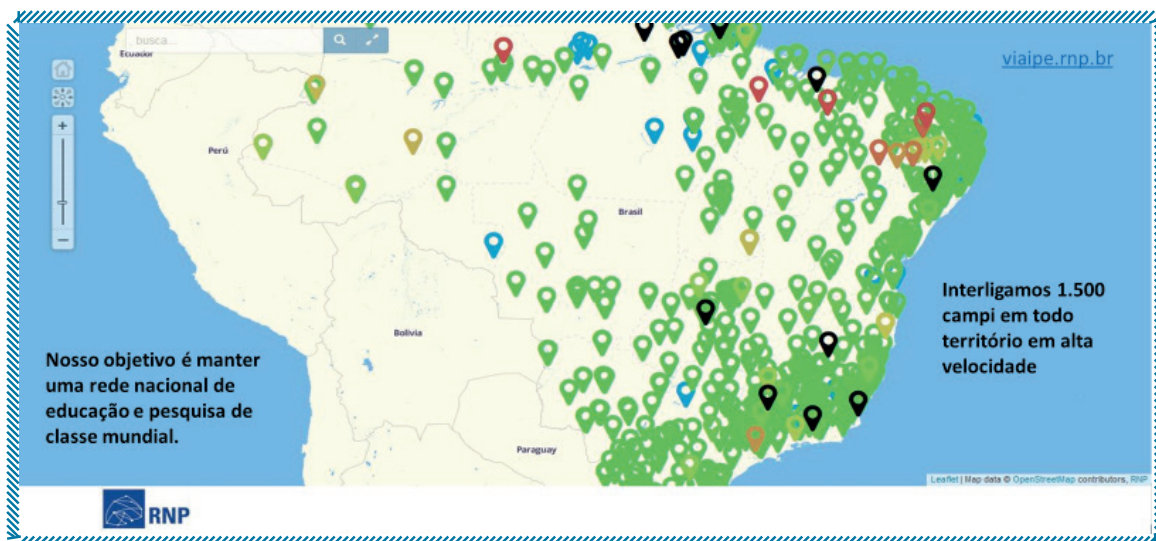 busca...
Ecuador
viaipe.rnp.br
Perú
Brasil
Bolivia
Interligamos 1.500
campi em todo
território em alta
velocidade
Nosso objetivo é manter
uma rede nacional de
educação e pesquisa de
classe mundial.
Paraguay
Leaflet | Map data © OpenStreetMap contributors, RNP
RNP